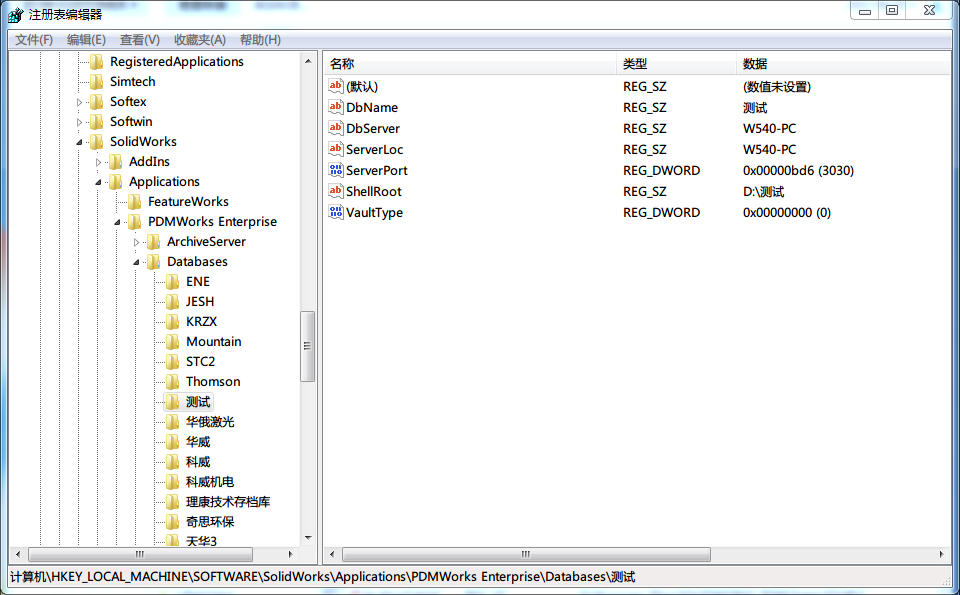 注册表编辑器
文件(F) 编辑(E) 查看(V) 收藏夹(A) 帮助(H)
RegisteredApplications
Simtech
Softex
Softwin
SolidWorks
AddIns
Applications
FeatureWorks
PDMWorks Enterprise
ArchiveServer
Databases
ENE
JESH
KRZX
Mountain
STC2
Thomson
测试
华俄激光
华威
科威
科威机电
理康技术存档库
奇思环保
天华3
名称 类型 数据
(默认) REG_SZ (数值未设置)
DbName REG_SZ 测试
DbServer REG_SZ W540-PC
ServerLoc REG_SZ W540-PC
ServerPort REG_DWORD 0x00000bd6 (3030)
ShellRoot REG_SZ D:\测试
VaultType REG_DWORD 0x00000000 (0)
计算机\HKEY_LOCAL_MACHINE\SOFTWARE\SolidWorks\Applications\PDMWorks Enterprise\Databases\测试